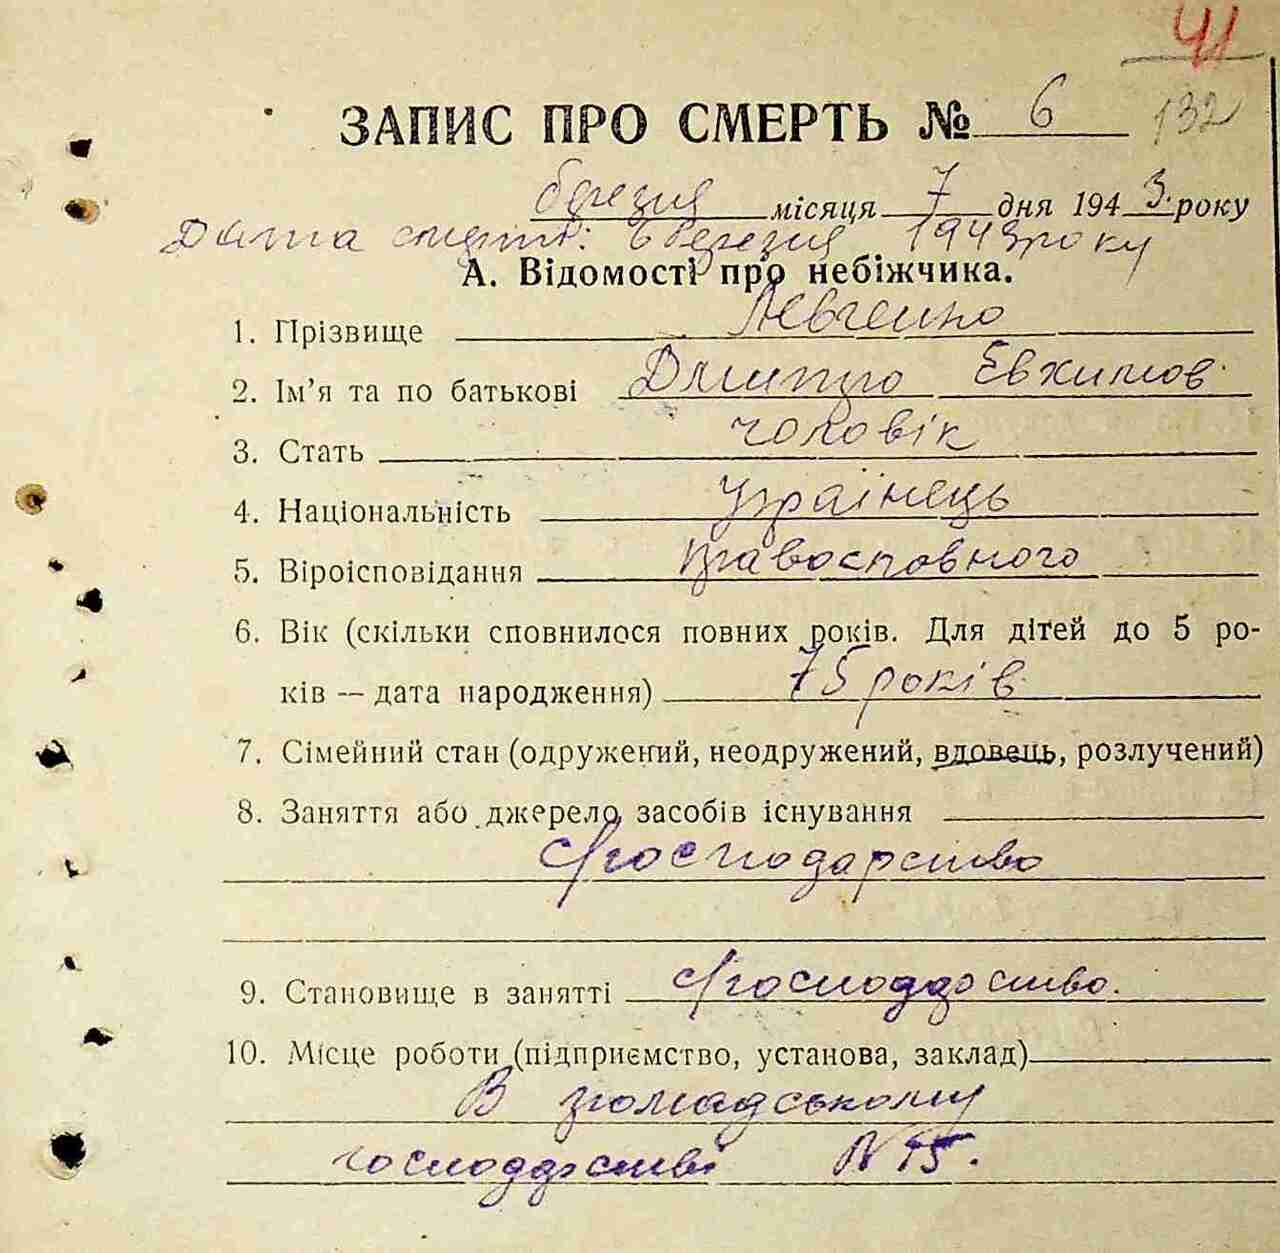 41
ЗАПИС ПРО СМЕРТЬ № 6 132
березня місяця 7 дня 1943 року
Дата смерти: 6 березня 1943 року
А. Відомості про небіжчика.
1. Прізвище Левченко
2. Ім'я та по батькові Дмитро Евхимов
3. Стать чоловік
4. Національність Українець
5. Віроісповідання православного
6. Вік (скільки сповнилося повних років. Для дітей до 5 ро-
ків — дата народження) 75 років
7. Сімейний стан (одружений, неодружений, вдовець, розлучений)
8. Заняття або джерело засобів існування
с/господарство
9. Становище в занятті с/господарство.
10. Місце роботи (підприємство, установа, заклад)
В громадському
господарстві N 15.